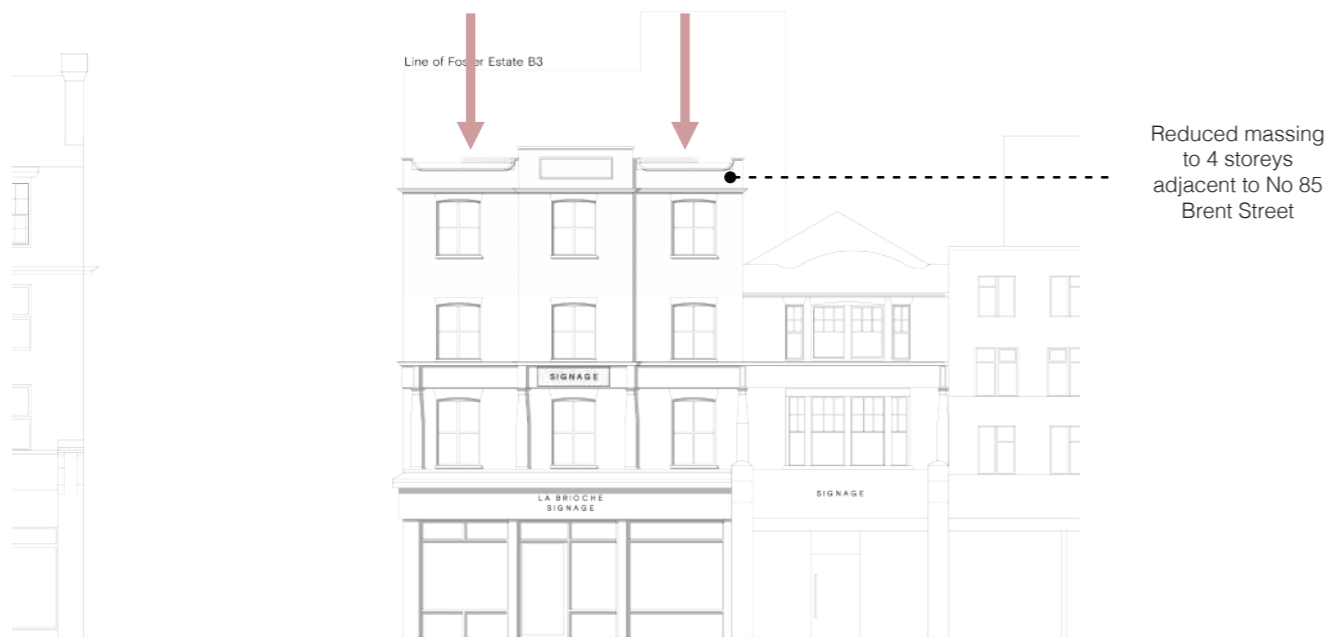 Line of Foster Estate B3
Reduced massing
to 4 storeys
adjacent to No 85
Brent Street
SIGNAGE
LA BRIOCHE
SIGNAGE
SIGNAGE